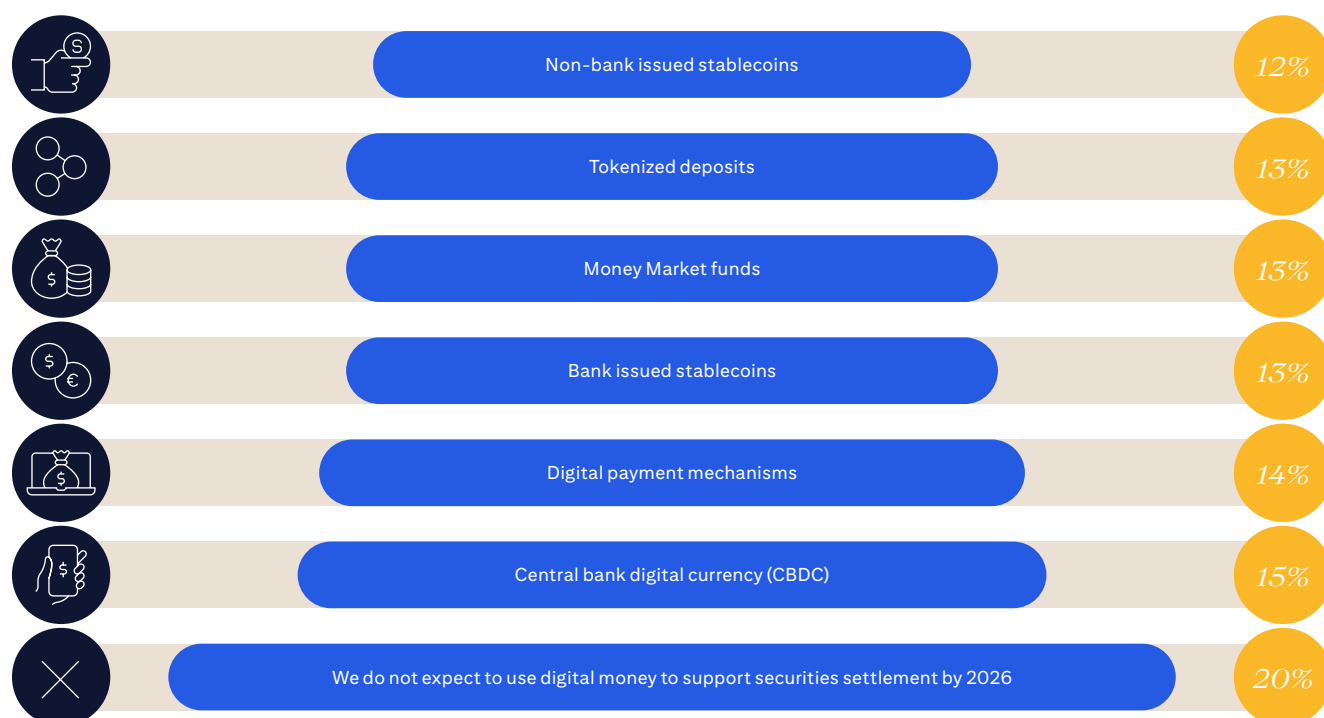 Non-bank issued stablecoins 12%
Tokenized deposits 13%
$ Money Market funds 13%
$ € Bank issued stablecoins 13%
$ Digital payment mechanisms 14%
$ Central bank digital currency (CBDC) 15%
We do not expect to use digital money to support securities settlement by 2026 20%